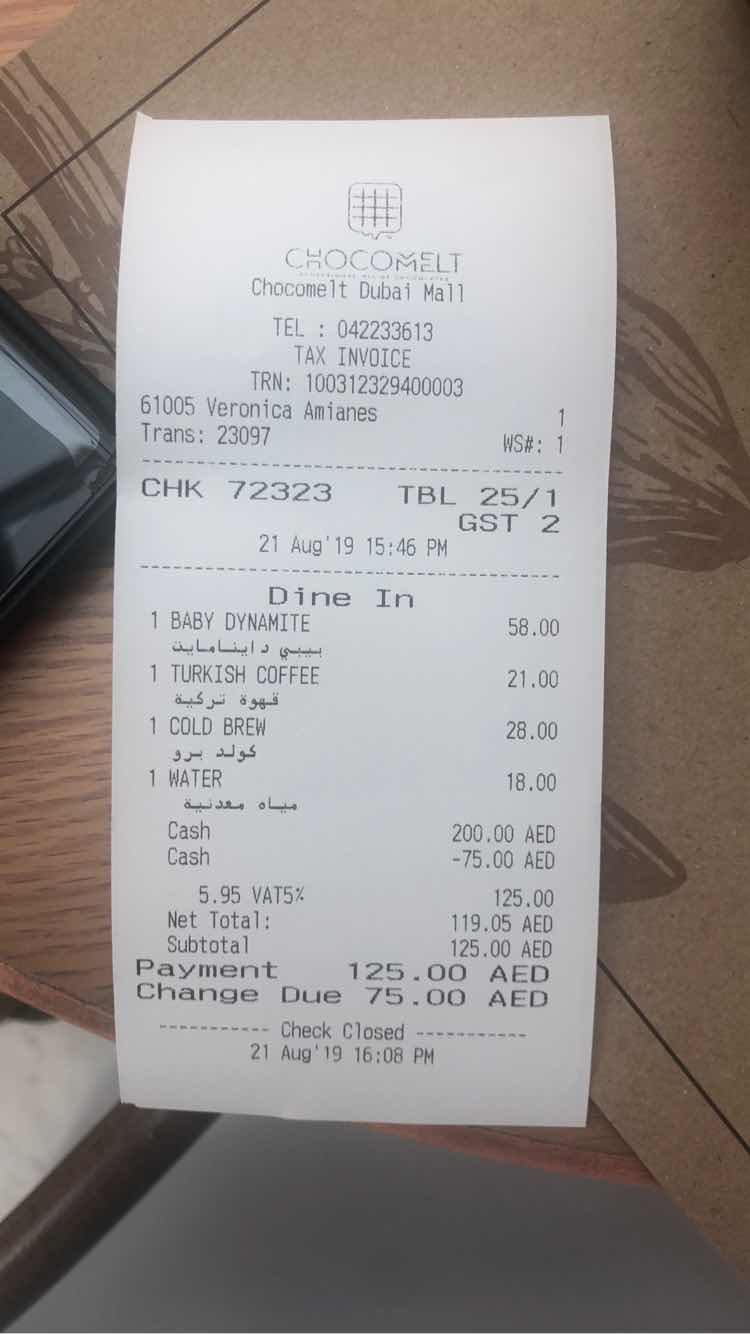 CHOCOMELT
Chocomelt Dubai Mall
TEL : 042233613
TAX INVOICE
TRN: 100312329400003
61005 Veronica Amianes 1
Trans: 23097 WS#: 1
CHK 72323 TBL 25/1
GST 2
21 Aug'19 15:46 PM
Dine In
1 BABY DYNAMITE 58.00
بيبي داينامايت
1 TURKISH COFFEE 21.00
قهوة تركية
1 COLD BREW 28.00
كولد برو
1 WATER 18.00
مياه معدنية
Cash 200.00 AED
Cash -75.00 AED
5.95 VAT5% 125.00
Net Total: 119.05 AED
Subtotal 125.00 AED
Payment 125.00 AED
Change Due 75.00 AED
---------- Check Closed ----------
21 Aug'19 16:08 PM